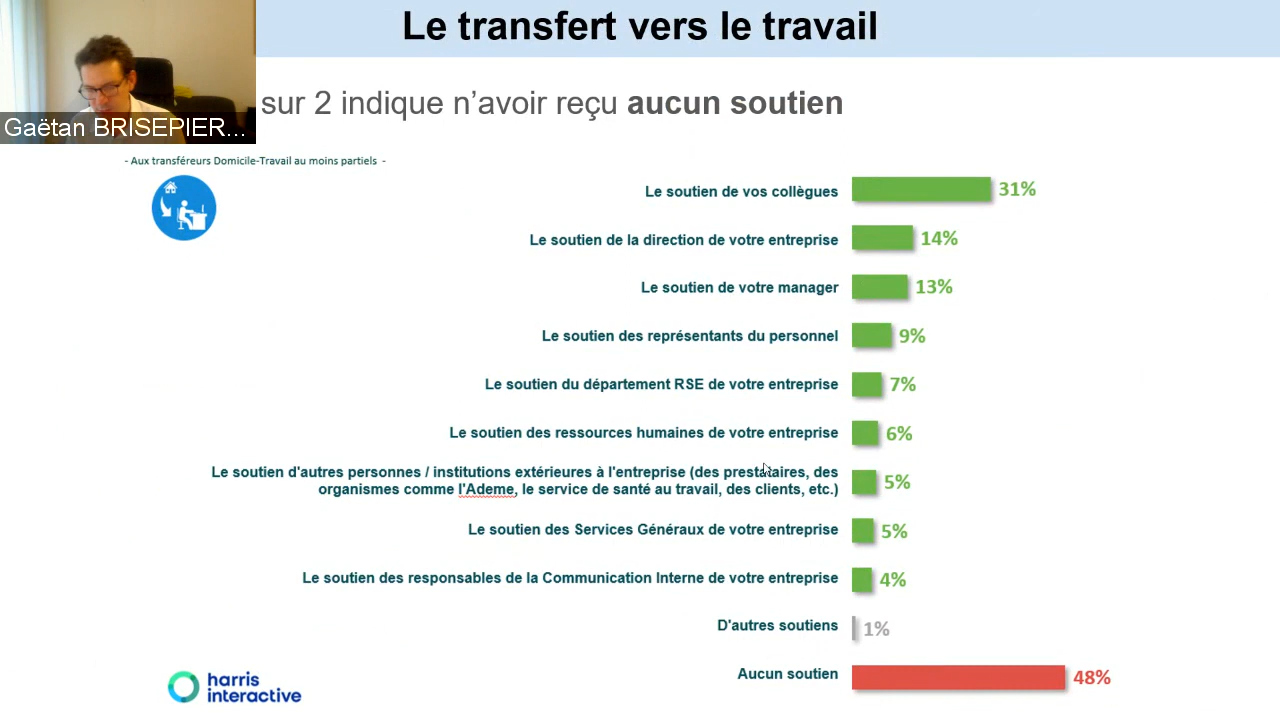 Le transfert vers le travail
sur 2 indique n'avoir reçu aucun soutien
Gaëtan BRISEPIER...
- Aux transféreurs Domicile-Travail au moins partiels -
Le soutien de vos collègues 31%
Le soutien de la direction de votre entreprise 14%
Le soutien de votre manager 13%
Le soutien des représentants du personnel 9%
Le soutien du département RSE de votre entreprise 7%
Le soutien des ressources humaines de votre entreprise 6%
Le soutien d'autres personnes / institutions extérieures à l'entreprise (des prestataires, des
organismes comme l'Ademe, le service de santé au travail, des clients, etc.) 5%
Le soutien des Services Généraux de votre entreprise 5%
Le soutien des responsables de la Communication Interne de votre entreprise 4%
D'autres soutiens 1%
Aucun soutien 48%
harris
interactive